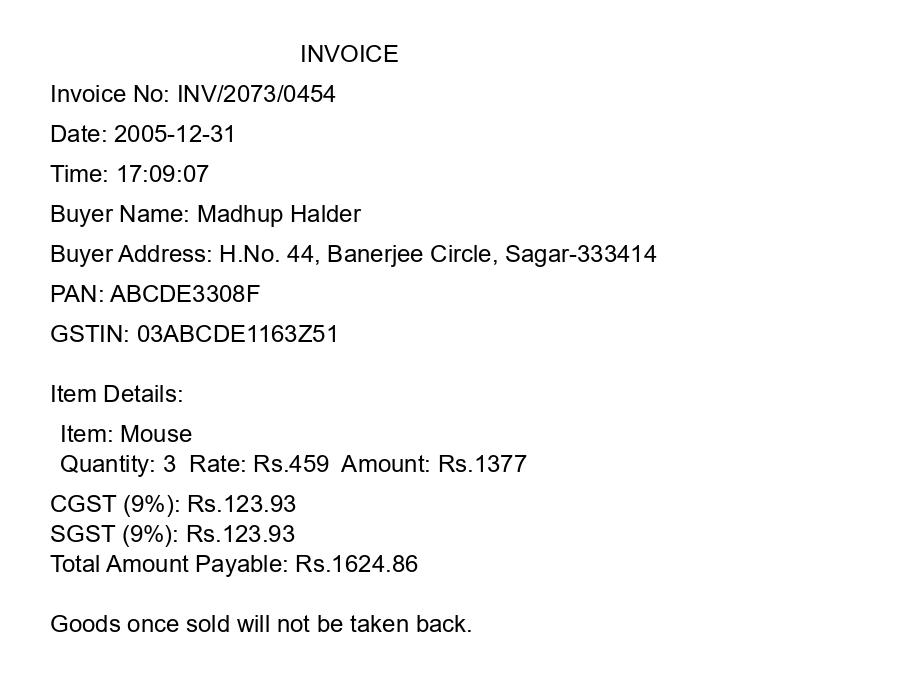 INVOICE
Invoice No: INV/2073/0454
Date: 2005-12-31
Time: 17:09:07
Buyer Name: Madhup Halder
Buyer Address: H.No. 44, Banerjee Circle, Sagar-333414
PAN: ABCDE3308F
GSTIN: 03ABCDE1163Z51
Item Details:
Item: Mouse
Quantity: 3 Rate: Rs.459 Amount: Rs.1377
CGST (9%): Rs.123.93
SGST (9%): Rs.123.93
Total Amount Payable: Rs.1624.86
Goods once sold will not be taken back.